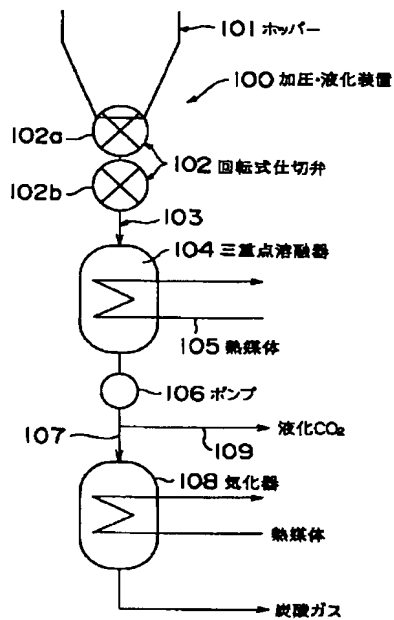 101 ホッパー
100 加圧・液化装置
102a
102 回転式仕切弁
102b
103
104 三重点溶融器
105 熱媒体
106 ポンプ
107
液化CO₂
109
108 気化器
熱媒体
炭酸ガス